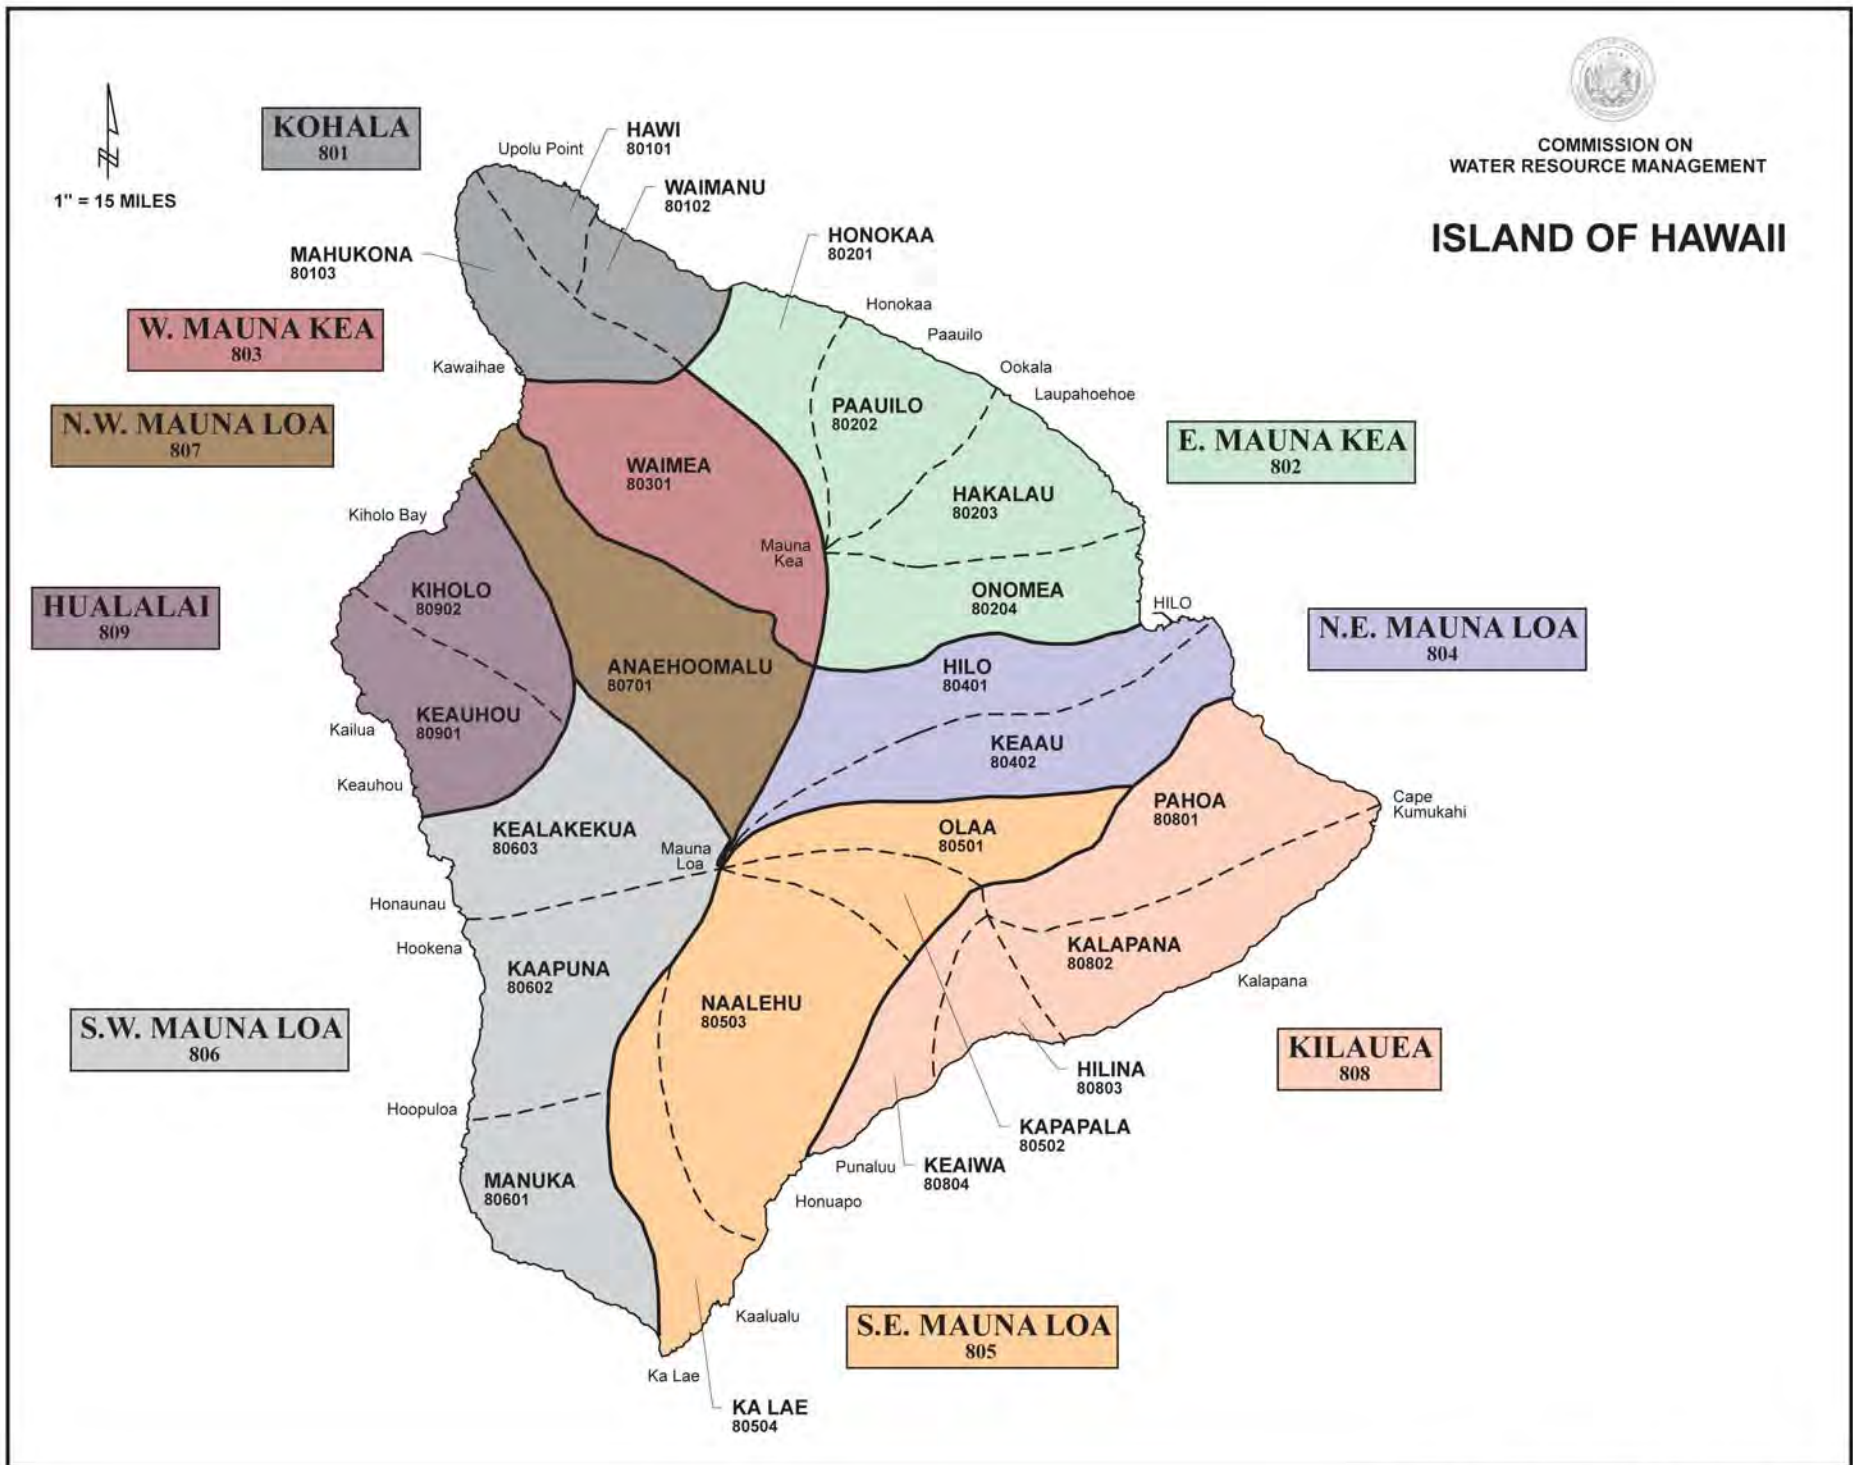 COMMISSION ON
WATER RESOURCE MANAGEMENT
ISLAND OF HAWAII
1" = 15 MILES
KOHALA
801
Upolu Point
HAWI
80101
WAIMANU
80102
MAHUKONA
80103
HONOKAA
80201
W. MAUNA KEA
803
Honokaa
Paauilo
Kawaihae
Ookala
Laupahoehoe
N.W. MAUNA LOA
807
PAAUILO
80202
E. MAUNA KEA
802
WAIMEA
80301
HAKALAU
80203
Kiholo Bay
Mauna
Kea
HUALALAI
809
KIHOLO
80902
ONOMEA
80204
HILO
N.E. MAUNA LOA
804
ANAEHOOMALU
80701
HILO
80401
KEAUHOU
80901
Kailua
KEAAU
80402
Keauhou
PAHOA
80801
Cape
Kumukahi
KEALAKEKUA
80603
OLAA
80501
Mauna
Loa
Honaunau
Hookena
KALAPANA
80802
KAAPUNA
80602
Kalapana
NAALEHU
80503
S.W. MAUNA LOA
806
KILAUEA
808
HILINA
80803
Hoopuloa
KAPAPALA
80502
Punaluu
KEAIWA
80804
MANUKA
80601
Honuapo
Kaalualu
S.E. MAUNA LOA
805
Ka Lae
KA LAE
80504